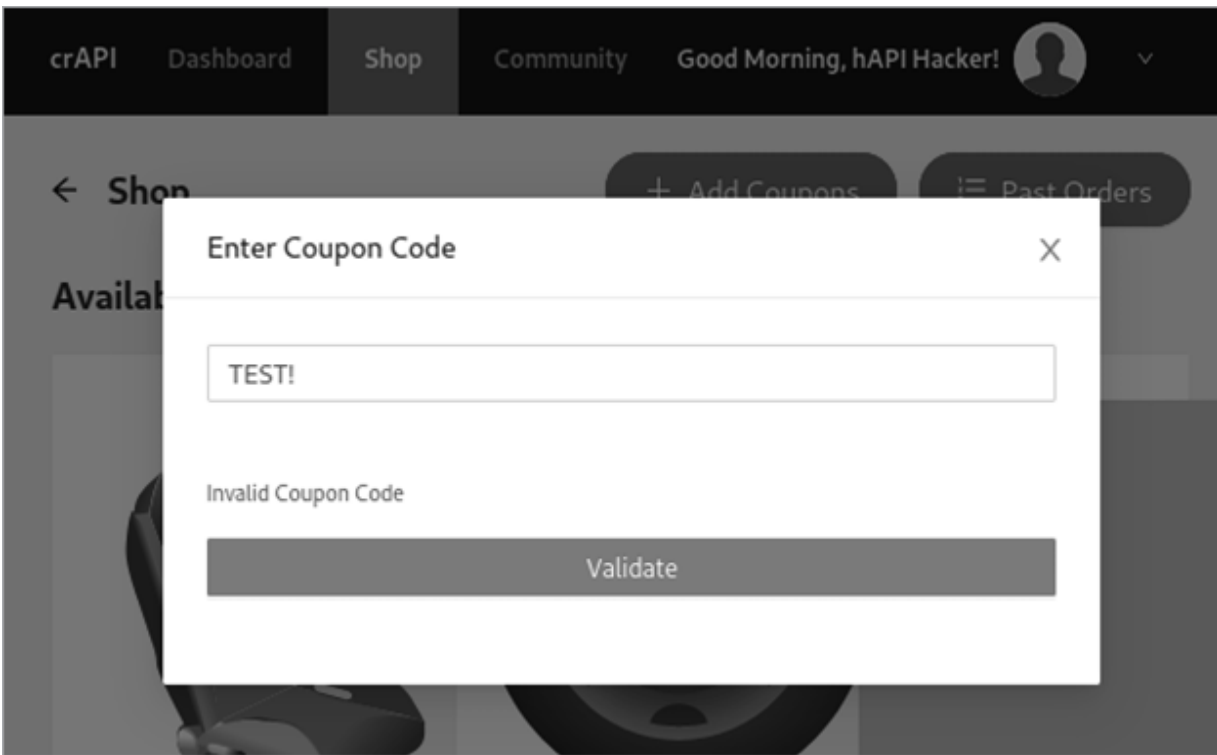 crAPI Dashboard Shop Community Good Morning, hAPI Hacker!
← Shop + Add Coupons Past Orders
Enter Coupon Code X
Availab
TEST!
Invalid Coupon Code
Validate